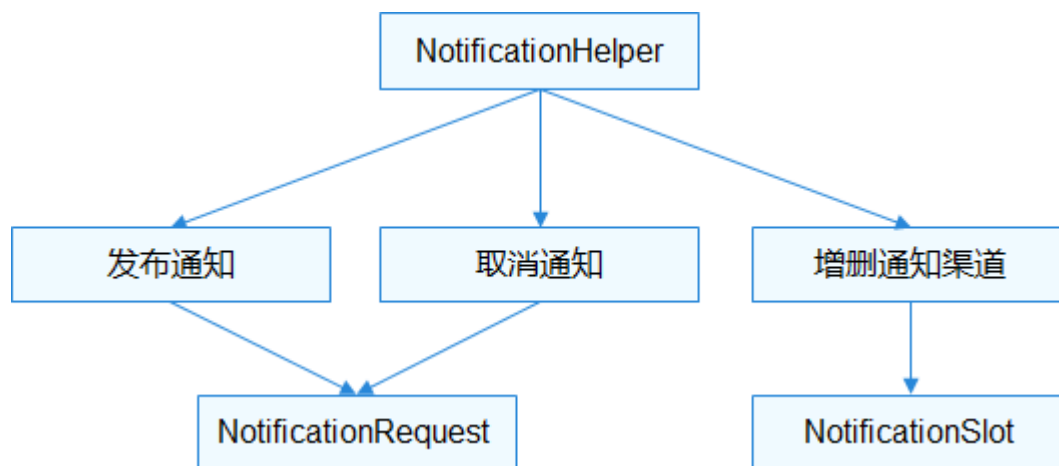 NotificationHelper
发布通知
取消通知
增删通知渠道
NotificationRequest
NotificationSlot